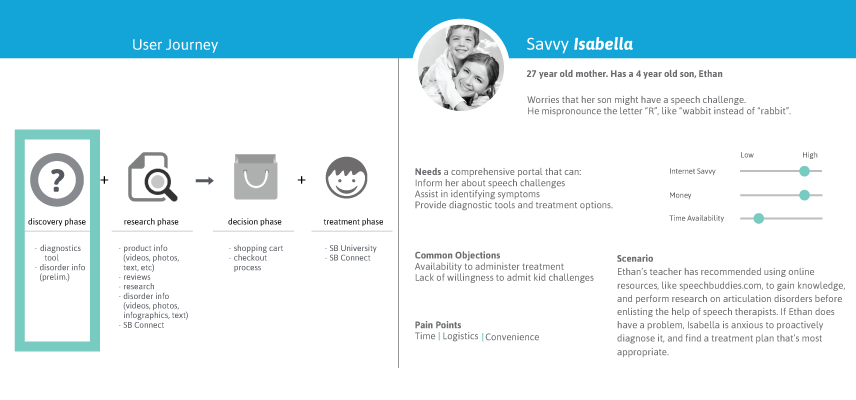 User Journey
Savvy Isabella
27 year old mother. Has a 4 year old son, Ethan
Worries that her son might have a speech challenge.
He mispronounce the letter “R”, like “wabbit instead of “rabbit”.
?
+
→
+
discovery phase
research phase
decision phase
treatment phase
- diagnostics
tool
- disorder info
(prelim.)
- product info
(videos, photos,
text, etc)
- reviews
- research
- disorder info
(videos, photos,
infographics, text)
- SB Connect
- shopping cart
- checkout
process
- SB University
- SB Connect
Needs a comprehensive portal that can:
Inform her about speech challenges
Assist in identifying symptoms
Provide diagnostic tools and treatment options.
Low High
Internet Savvy
Money
Time Availability
Common Objections
Availability to administer treatment
Lack of willingness to admit kid challenges
Pain Points
Time | Logistics | Convenience
Scenario
Ethan’s teacher has recommended using online
resources, like speechbuddies.com, to gain knowledge,
and perform research on articulation disorders before
enlisting the help of speech therapists. If Ethan does
have a problem, Isabella is anxious to proactively
diagnose it, and find a treatment plan that’s most
appropriate.